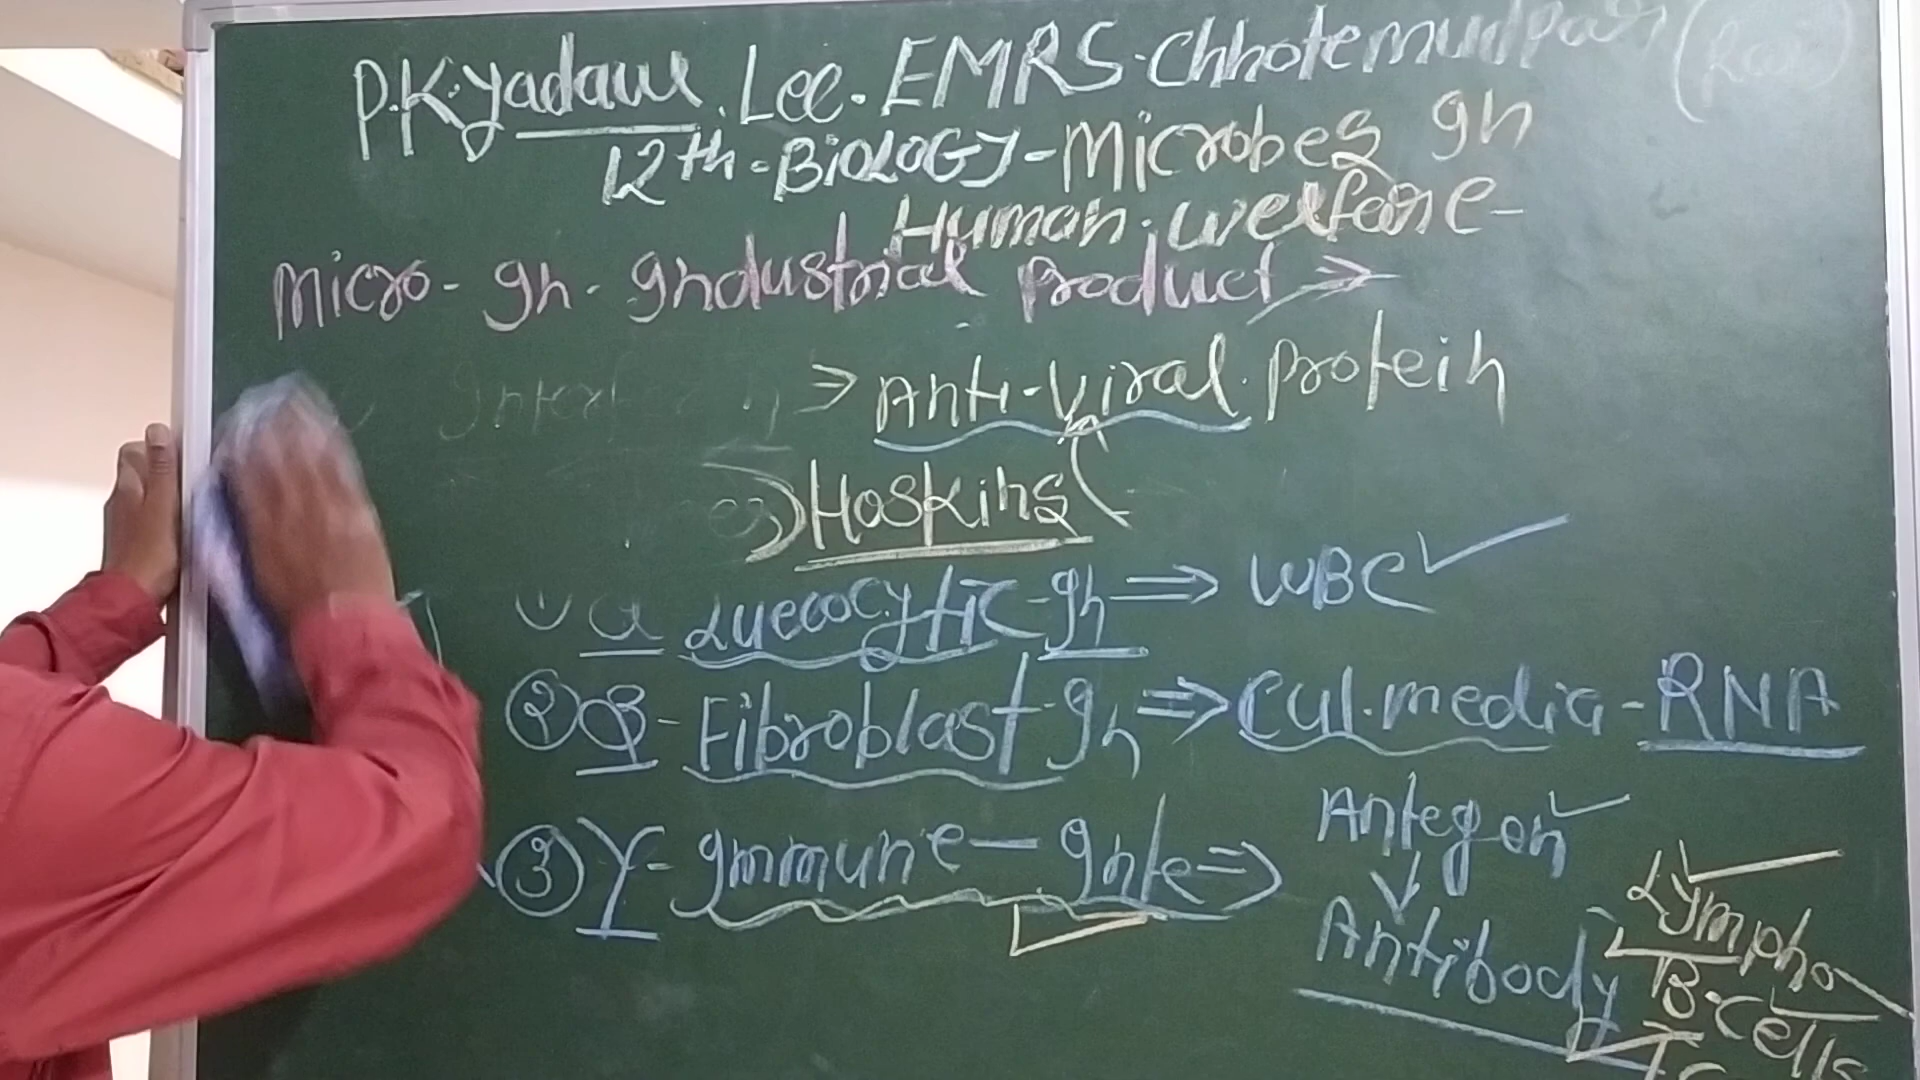 P.K.Yadav. Lec. EMRS.Chhotemudpar
12th-BIOLOGY-Microbes In
Human.welfare-
Micro- In- Industrial Product =>
=> Anti-Viral. Protein
Hoskins
α Luecocytic-In => WBC ✓
② β- Fibroblast-In => Cul.media-RNA
③ γ- Immune- Inte =>
Antegen ✓
↓
Antibody
Lympho
B-Cells